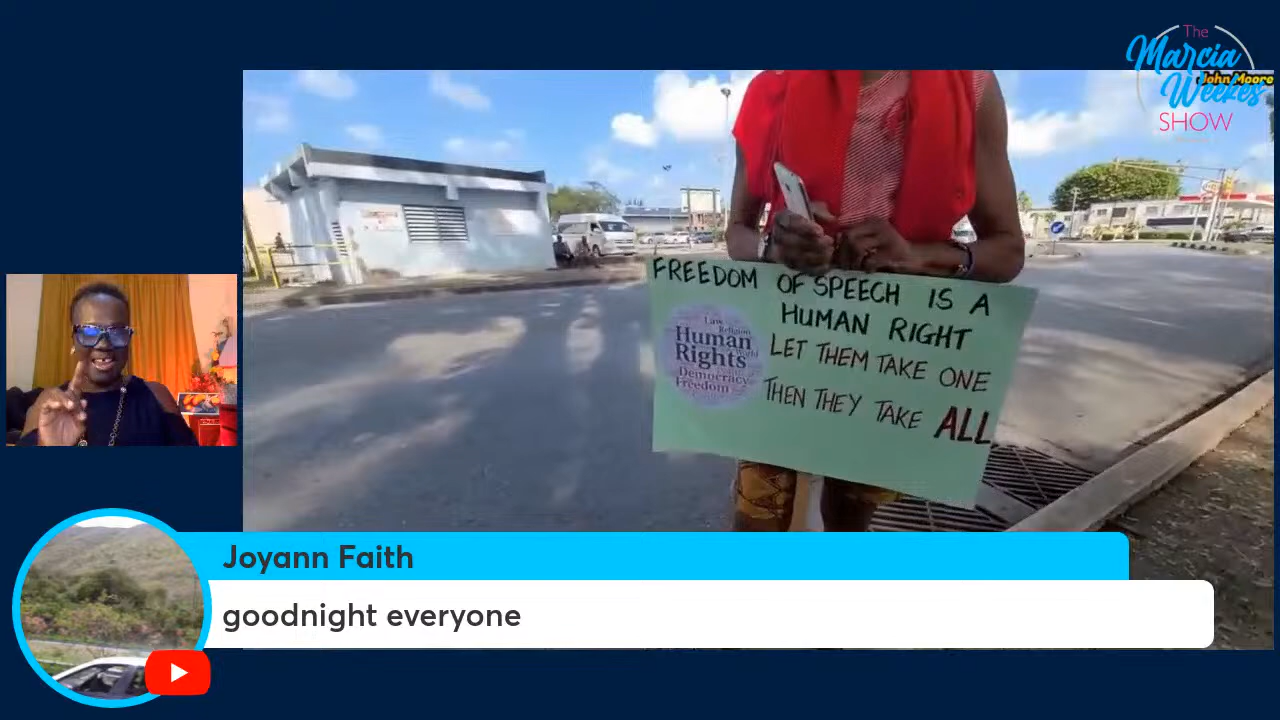 The
Marcia
John Moore
Weekes
SHOW
FREEDOM OF SPEECH IS A
HUMAN RIGHT
LET THEM TAKE ONE
THEN THEY TAKE ALL
Law
Religion
Human
World
Rights
Democracy
Freedom
Joyann Faith
goodnight everyone